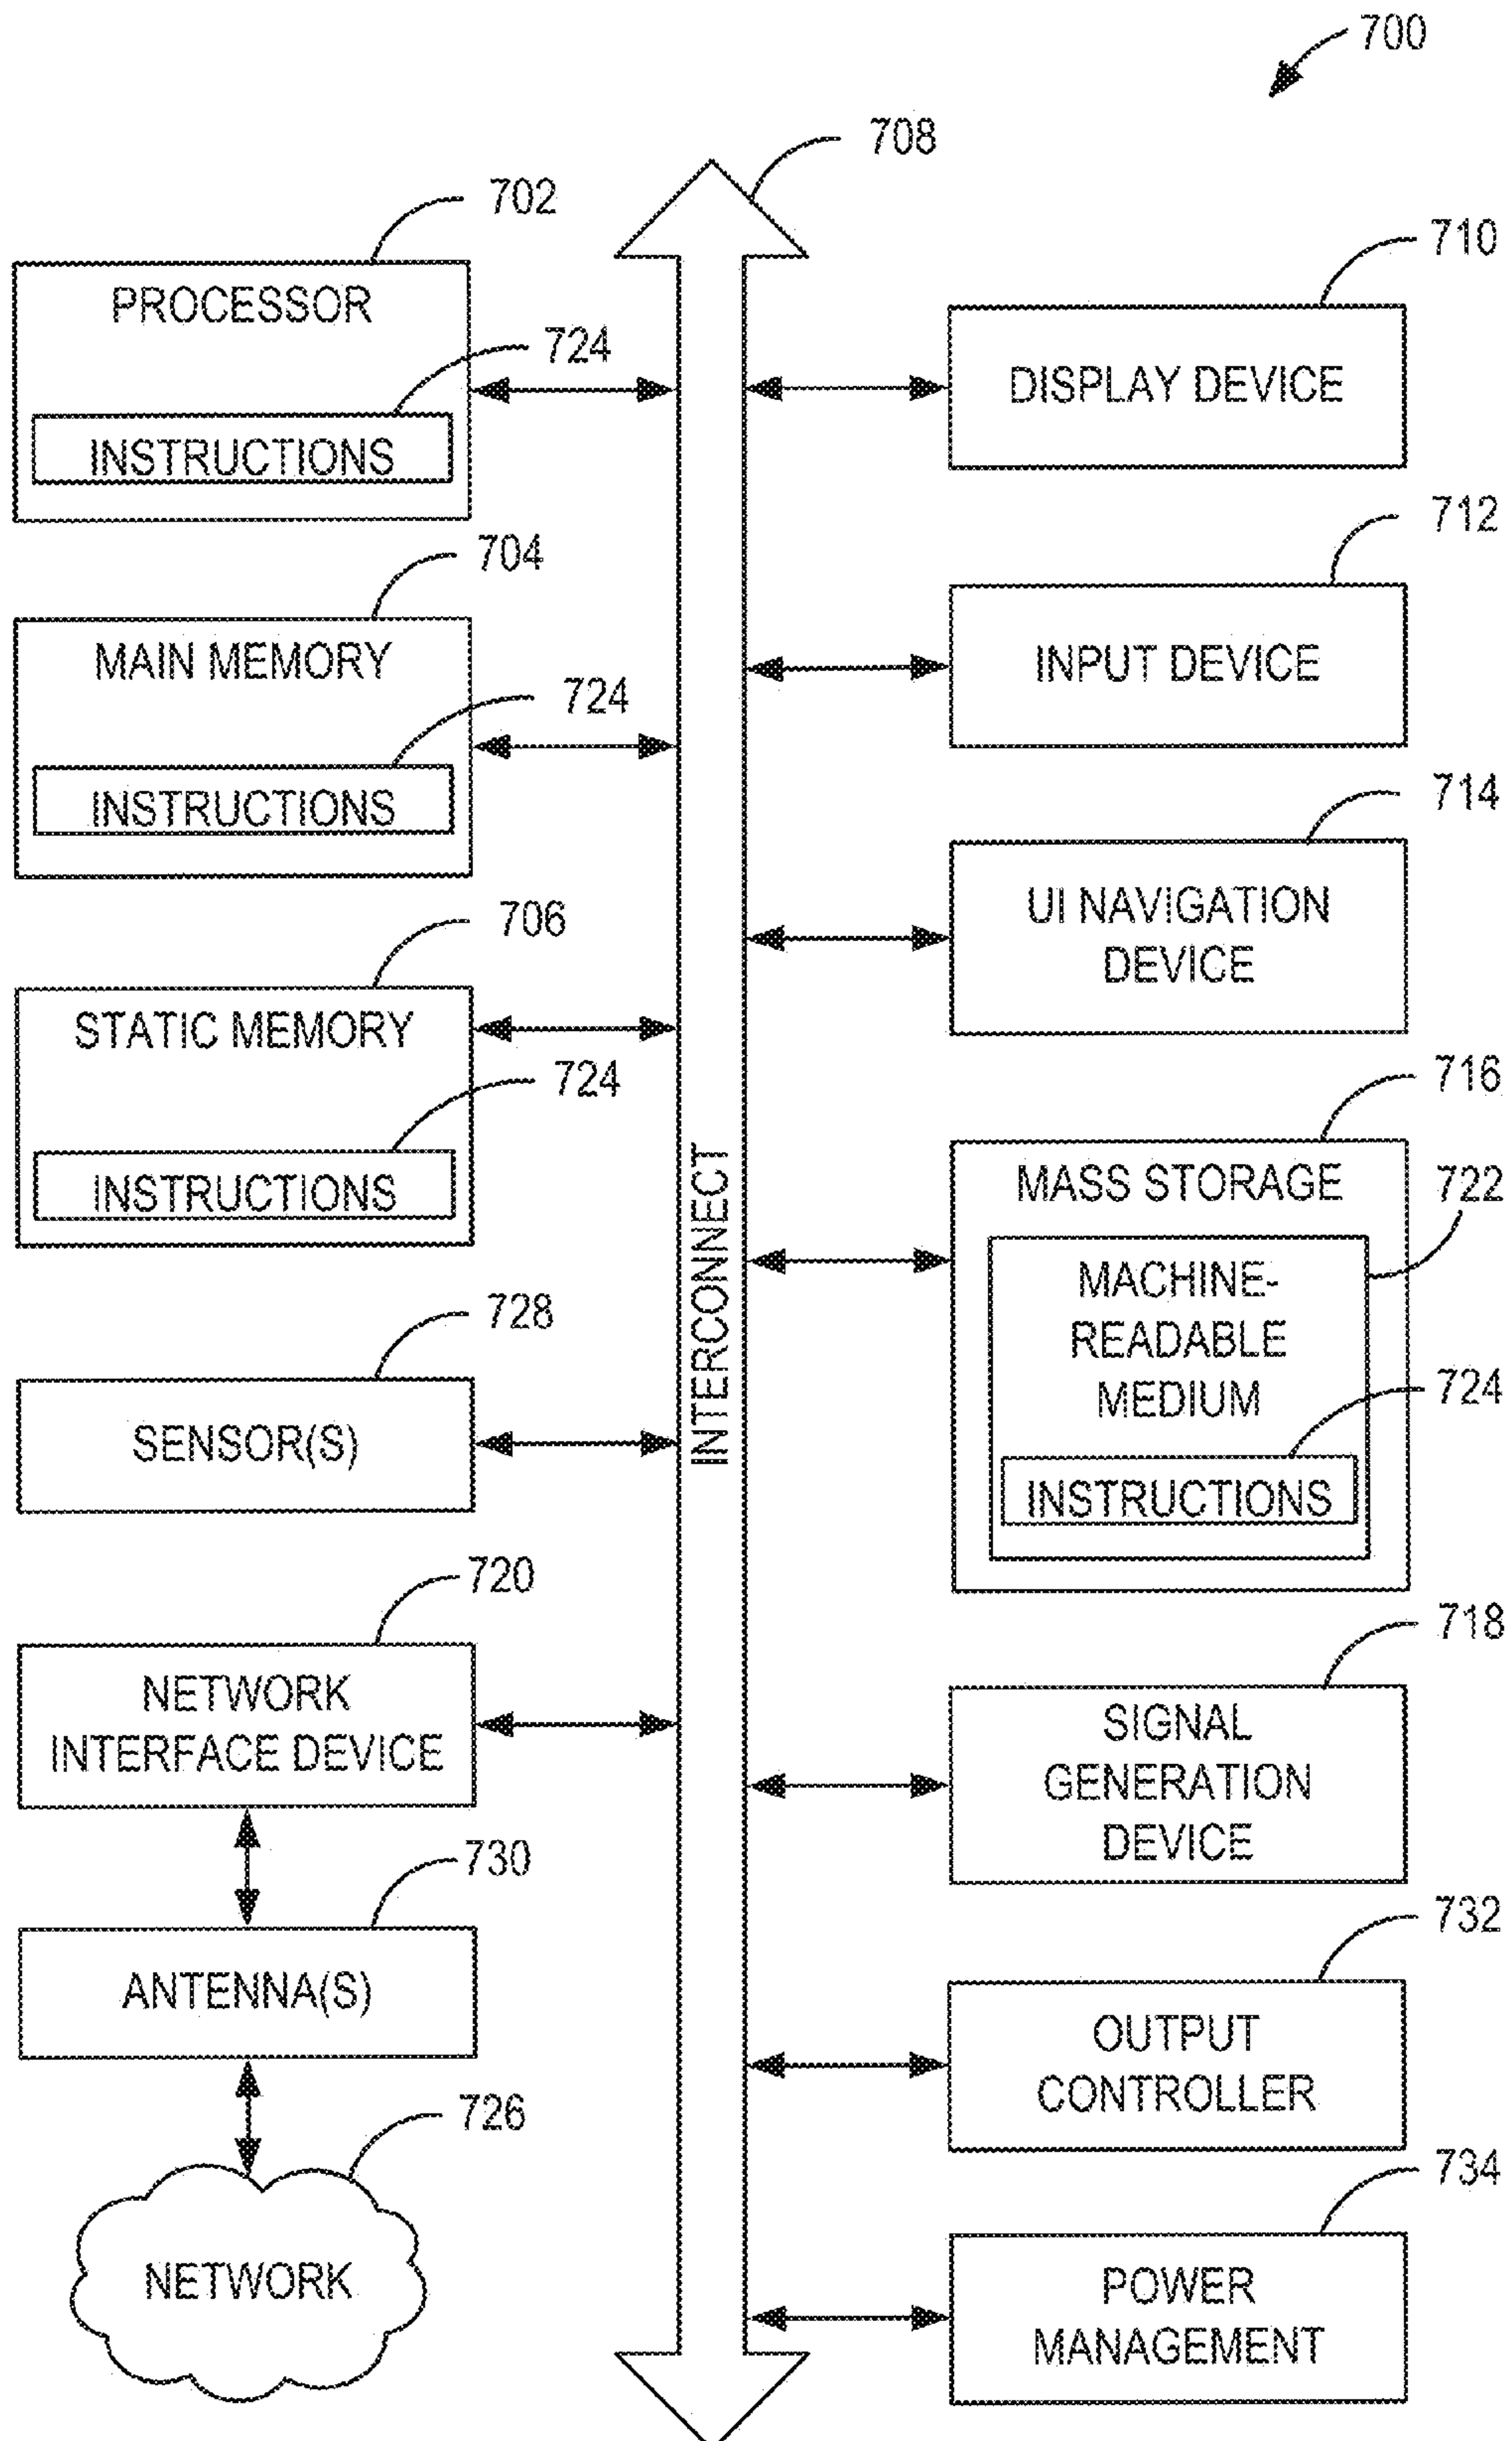 700
708
702
PROCESSOR
724
INSTRUCTIONS
704
MAIN MEMORY
724
INSTRUCTIONS
706
STATIC MEMORY
724
INSTRUCTIONS
728
SENSOR(S)
720
NETWORK
INTERFACE DEVICE
730
ANTENNA(S)
726
NETWORK
INTERCONNECT
710
DISPLAY DEVICE
712
INPUT DEVICE
714
UI NAVIGATION
DEVICE
716
MASS STORAGE
722
MACHINE-
READABLE
MEDIUM
724
INSTRUCTIONS
718
SIGNAL
GENERATION
DEVICE
732
OUTPUT
CONTROLLER
734
POWER
MANAGEMENT